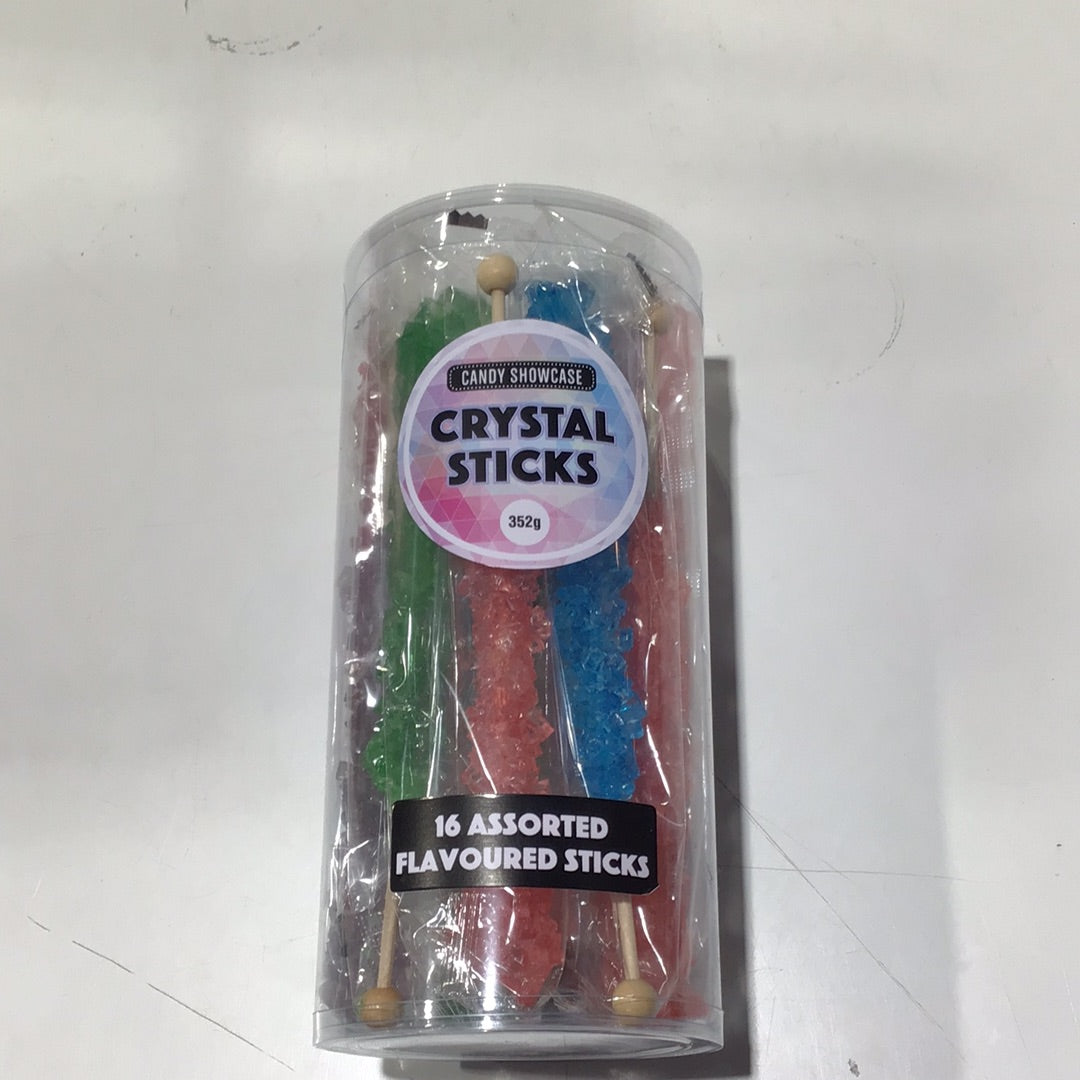 CANDY SHOWCASE
CRYSTAL
STICKS
352g
16 ASSORTED
FLAVOURED STICKS